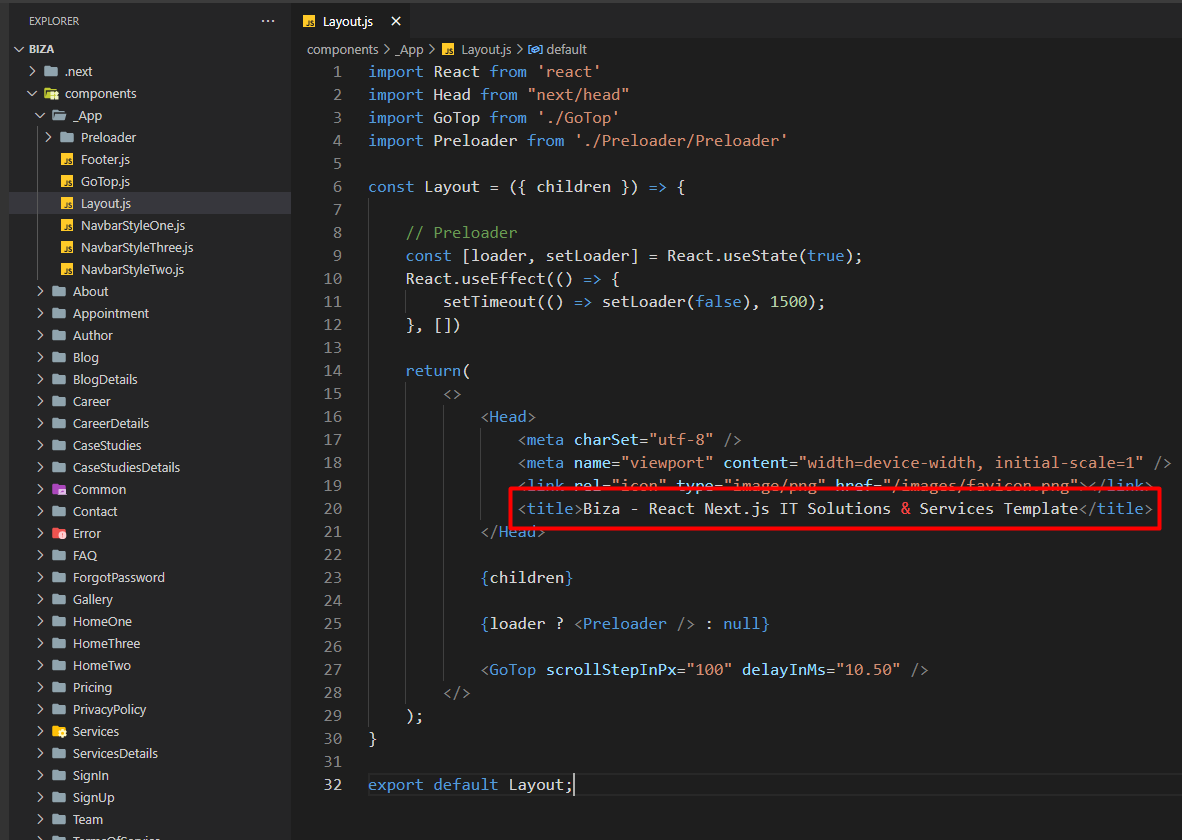 EXPLORER
BIZA
.next
components
_App
Preloader
Footer.js
GoTop.js
Layout.js
NavbarStyleOne.js
NavbarStyleThree.js
NavbarStyleTwo.js
About
Appointment
Author
Blog
BlogDetails
Career
CareerDetails
CaseStudies
CaseStudiesDetails
Common
Contact
Error
FAQ
ForgotPassword
Gallery
HomeOne
HomeThree
HomeTwo
Pricing
PrivacyPolicy
Services
ServicesDetails
SignIn
SignUp
Team
TermsOfService
JS Layout.js
components > _App > JS Layout.js > default
1 import React from 'react'
2 import Head from "next/head"
3 import GoTop from './GoTop'
4 import Preloader from './Preloader/Preloader'
5
6 const Layout = ({ children }) => {
7
8 // Preloader
9 const [loader, setLoader] = React.useState(true);
10 React.useEffect(() => {
11 setTimeout(() => setLoader(false), 1500);
12 }, [])
13
14 return(
15 <>
16 <Head>
17 <meta charSet="utf-8" />
18 <meta name="viewport" content="width=device-width, initial-scale=1" />
19 <link rel="icon" type="image/png" href="/images/favicon.png"></link>
20 <title>Biza - React Next.js IT Solutions & Services Template</title>
21 </Head>
22
23 {children}
24
25 {loader ? <Preloader /> : null}
26
27 <GoTop scrollStepInPx="100" delayInMs="10.50" />
28 </>
29 );
30 }
31
32 export default Layout;